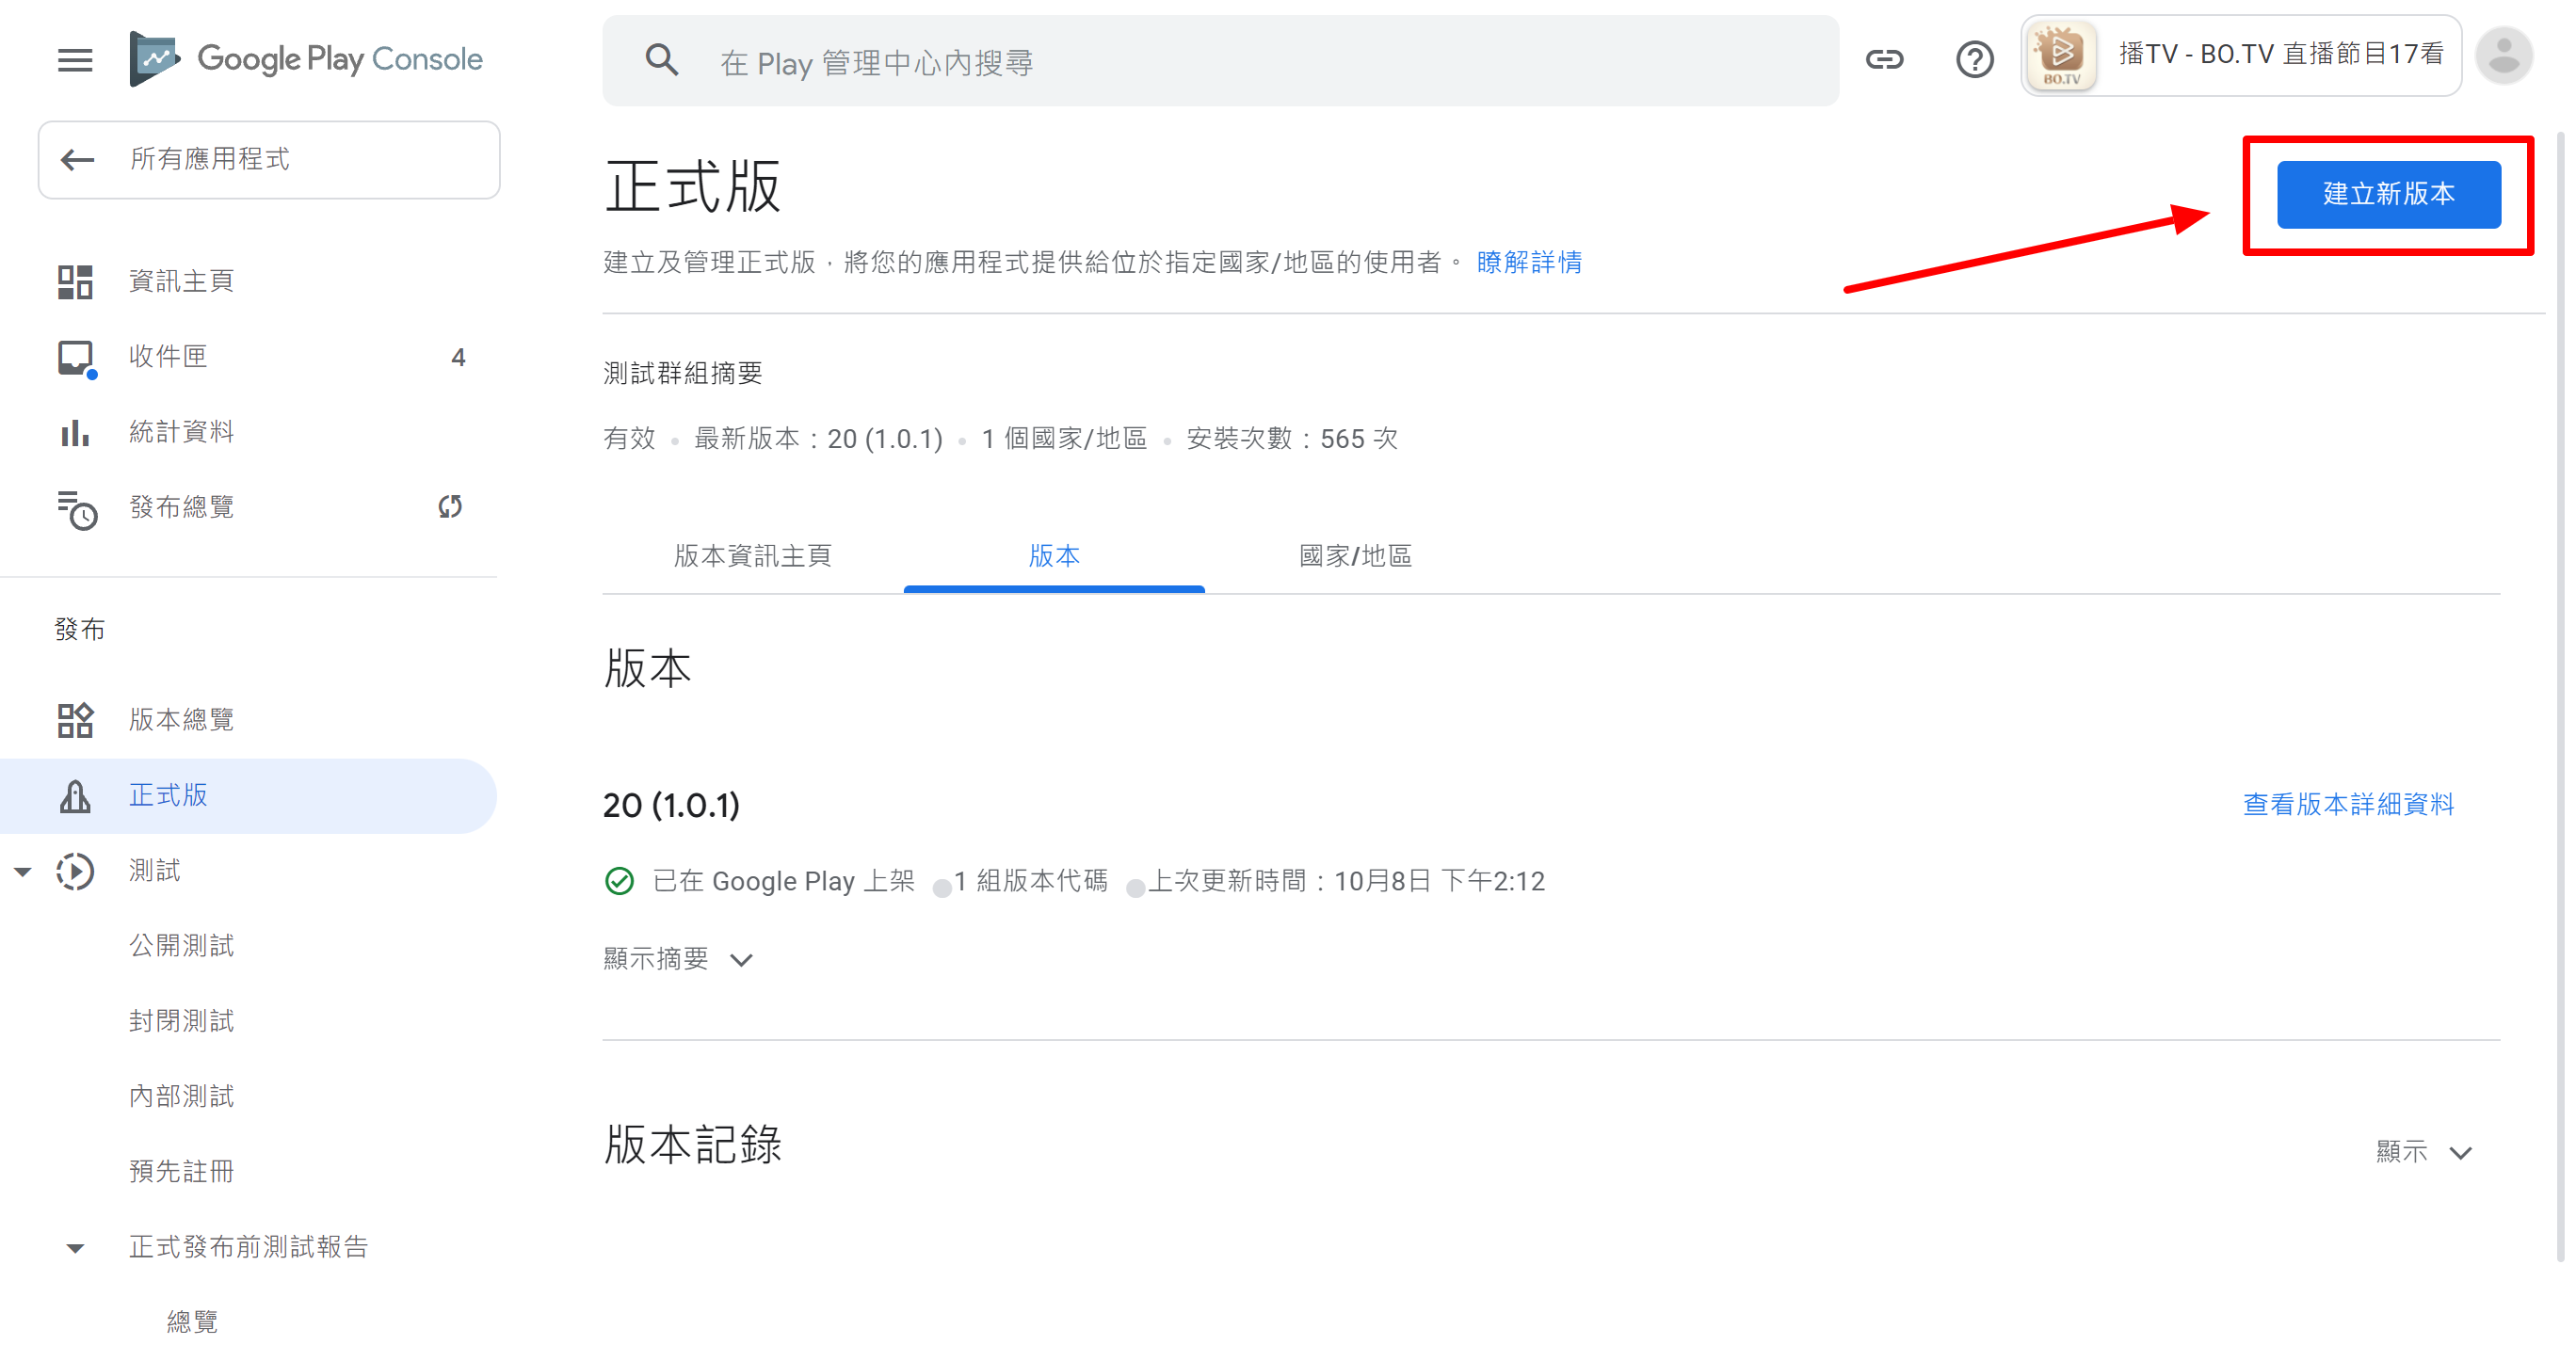 Google Play Console
在 Play 管理中心內搜尋
BO.TV
播TV - BO.TV 直播節目17看
所有應用程式
資訊主頁
收件匣 4
統計資料
發布總覽
發布
版本總覽
正式版
測試
公開測試
封閉測試
內部測試
預先註冊
正式發布前測試報告
總覽
正式版
建立新版本
建立及管理正式版，將您的應用程式提供給位於指定國家/地區的使用者。 瞭解詳情
測試群組摘要
有效 • 最新版本：20 (1.0.1) • 1 個國家/地區 • 安裝次數：565 次
版本資訊主頁 版本 國家/地區
版本
20 (1.0.1) 查看版本詳細資料
已在 Google Play 上架 ●1 組版本代碼 ●上次更新時間：10月8日 下午2:12
顯示摘要
版本記錄 顯示